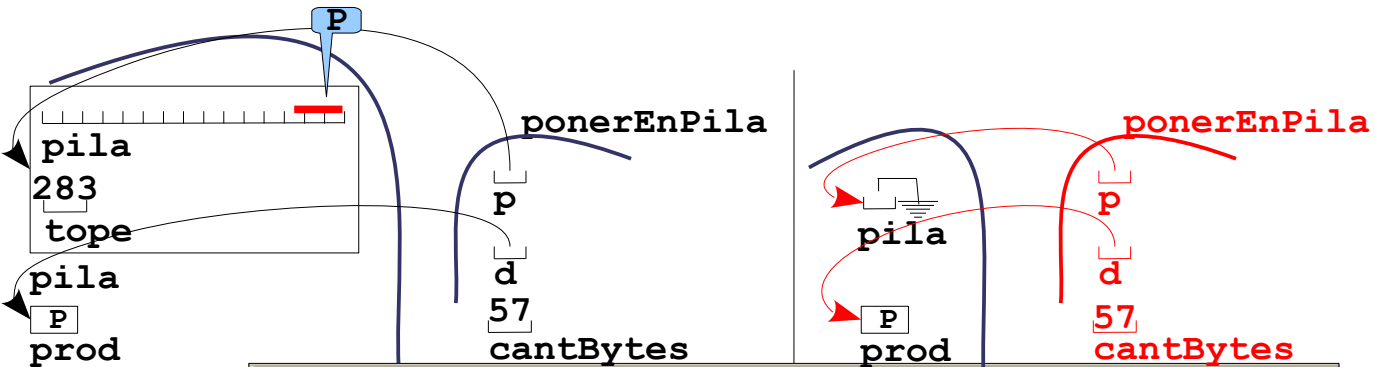 P
pila
283
tope
pila
P
prod
ponerEnPila
p
d
57
cantBytes
pila
P
prod
ponerEnPila
p
d
57
cantBytes